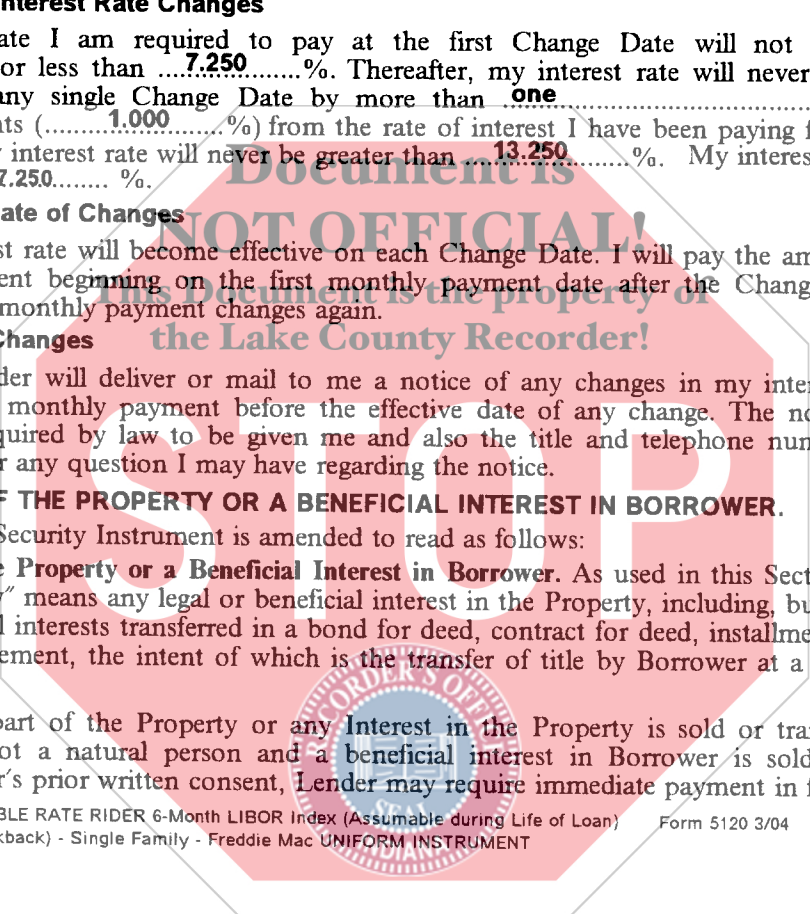 Interest Rate Changes
ate I am required to pay at the first Change Date will not
or less than ....7.250.........%. Thereafter, my interest rate will never
any single Change Date by more than one
ts (..........1.000........%) from the rate of interest I have been paying f
interest rate will never be greater than ....13.250..........%. My interes
7.250........ %.
ate of Changes
st rate will become effective on each Change Date. I will pay the am
ent beginning on the first monthly payment date after the Chang
monthly payment changes again.
Changes
der will deliver or mail to me a notice of any changes in my inte
monthly payment before the effective date of any change. The no
quired by law to be given me and also the title and telephone num
r any question I may have regarding the notice.
F THE PROPERTY OR A BENEFICIAL INTEREST IN BORROWER.
Security Instrument is amended to read as follows:
e Property or a Beneficial Interest in Borrower. As used in this Sect
y" means any legal or beneficial interest in the Property, including, bu
l interests transferred in a bond for deed, contract for deed, installme
ement, the intent of which is the transfer of title by Borrower at a
part of the Property or any Interest in the Property is sold or tra
ot a natural person and a beneficial interest in Borrower is sold
r's prior written consent, Lender may require immediate payment in f
BLE RATE RIDER 6-Month LIBOR Index (Assumable during Life of Loan) Form 5120 3/04
kback) - Single Family - Freddie Mac UNIFORM INSTRUMENT
Document is
NOT OFFICIAL!
This Document is the property of
the Lake County Recorder!
STOP
RECORDER'S OFFICE
SEAL
INDIANA